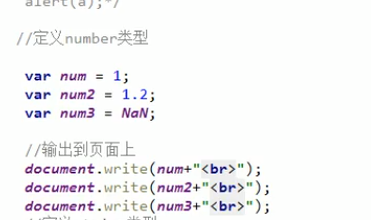 alert(a);*/
//定义number类型
var num = 1;
var num2 = 1.2;
var num3 = NaN;
//输出到页面上
document.write(num+"<br>");
document.write(num2+"<br>");
document.write(num3+"<br>");